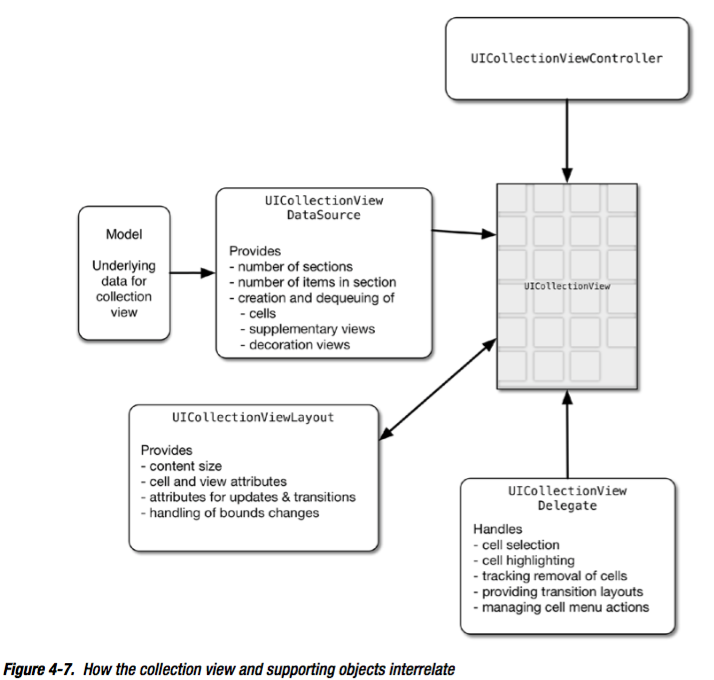 UICollectionViewController
UICollectionView
DataSource
Provides
- number of sections
- number of items in section
- creation and dequeuing of
- cells
- supplementary views
- decoration views
Model
Underlying
data for
collection
view
UICollectionView
UICollectionViewLayout
Provides
- content size
- cell and view attributes
- attributes for updates & transitions
- handling of bounds changes
UICollectionView
Delegate
Handles
- cell selection
- cell highlighting
- tracking removal of cells
- providing transition layouts
- managing cell menu actions
Figure 4-7. How the collection view and supporting objects interrelate